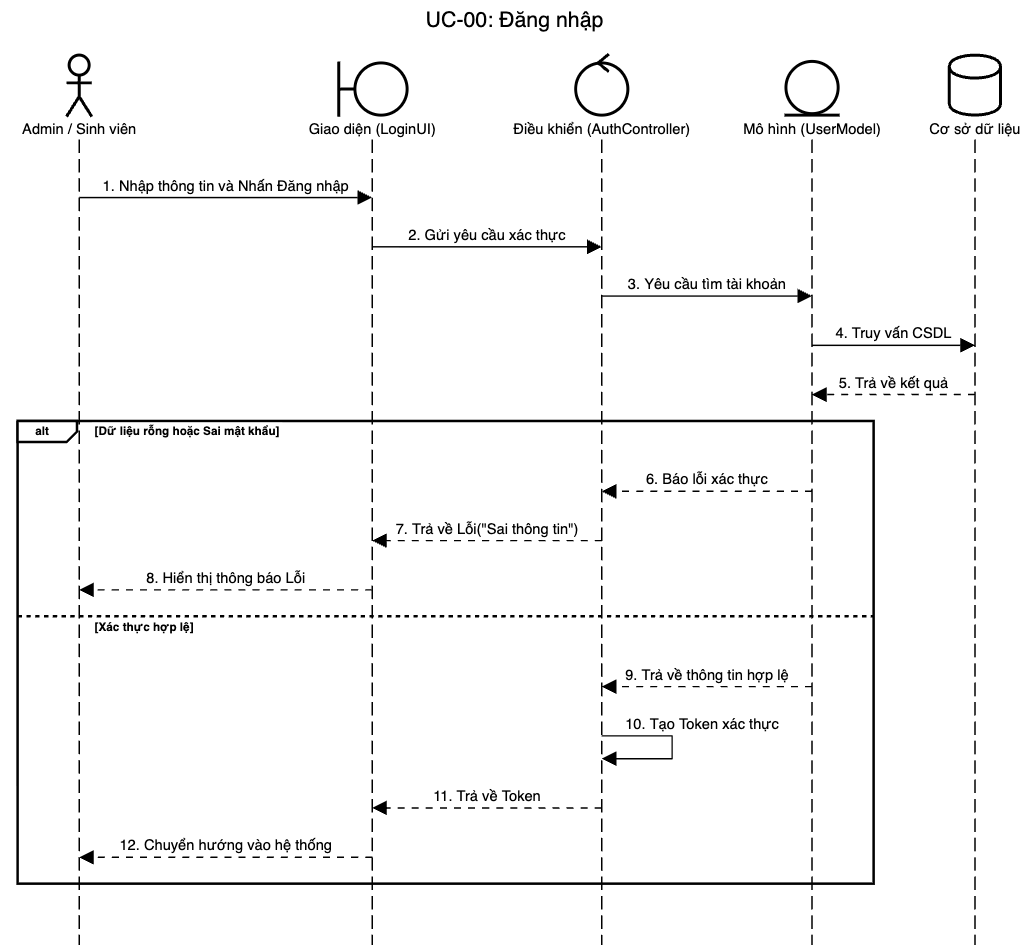 UC-00: Đăng nhập
Admin / Sinh viên
Giao diện (LoginUI)
Điều khiển (AuthController)
Mô hình (UserModel)
Cơ sở dữ liệu
1. Nhập thông tin và Nhấn Đăng nhập
2. Gửi yêu cầu xác thực
3. Yêu cầu tìm tài khoản
4. Truy vấn CSDL
5. Trả về kết quả
alt
[Dữ liệu rỗng hoặc Sai mật khẩu]
6. Báo lỗi xác thực
7. Trả về Lỗi("Sai thông tin")
8. Hiển thị thông báo Lỗi
[Xác thực hợp lệ]
9. Trả về thông tin hợp lệ
10. Tạo Token xác thực
11. Trả về Token
12. Chuyển hướng vào hệ thống